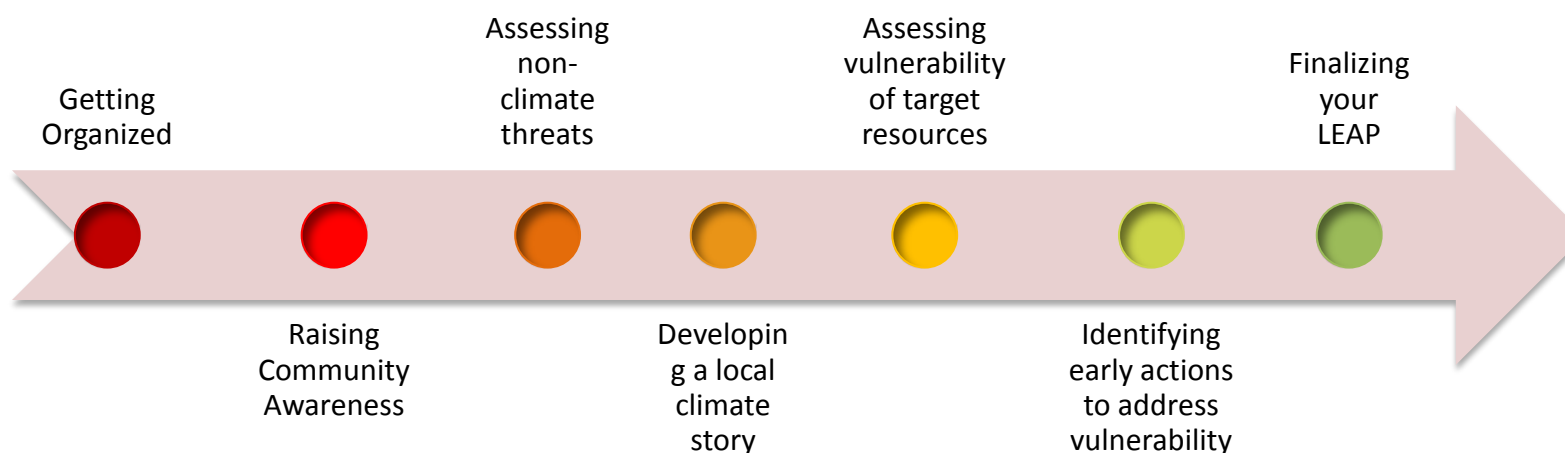 Getting
Organized
Raising
Community
Awareness
Assessing
non-
climate
threats
Developin
g a local
climate
story
Assessing
vulnerability
of target
resources
Identifying
early actions
to address
vulnerability
Finalizing
your
LEAP